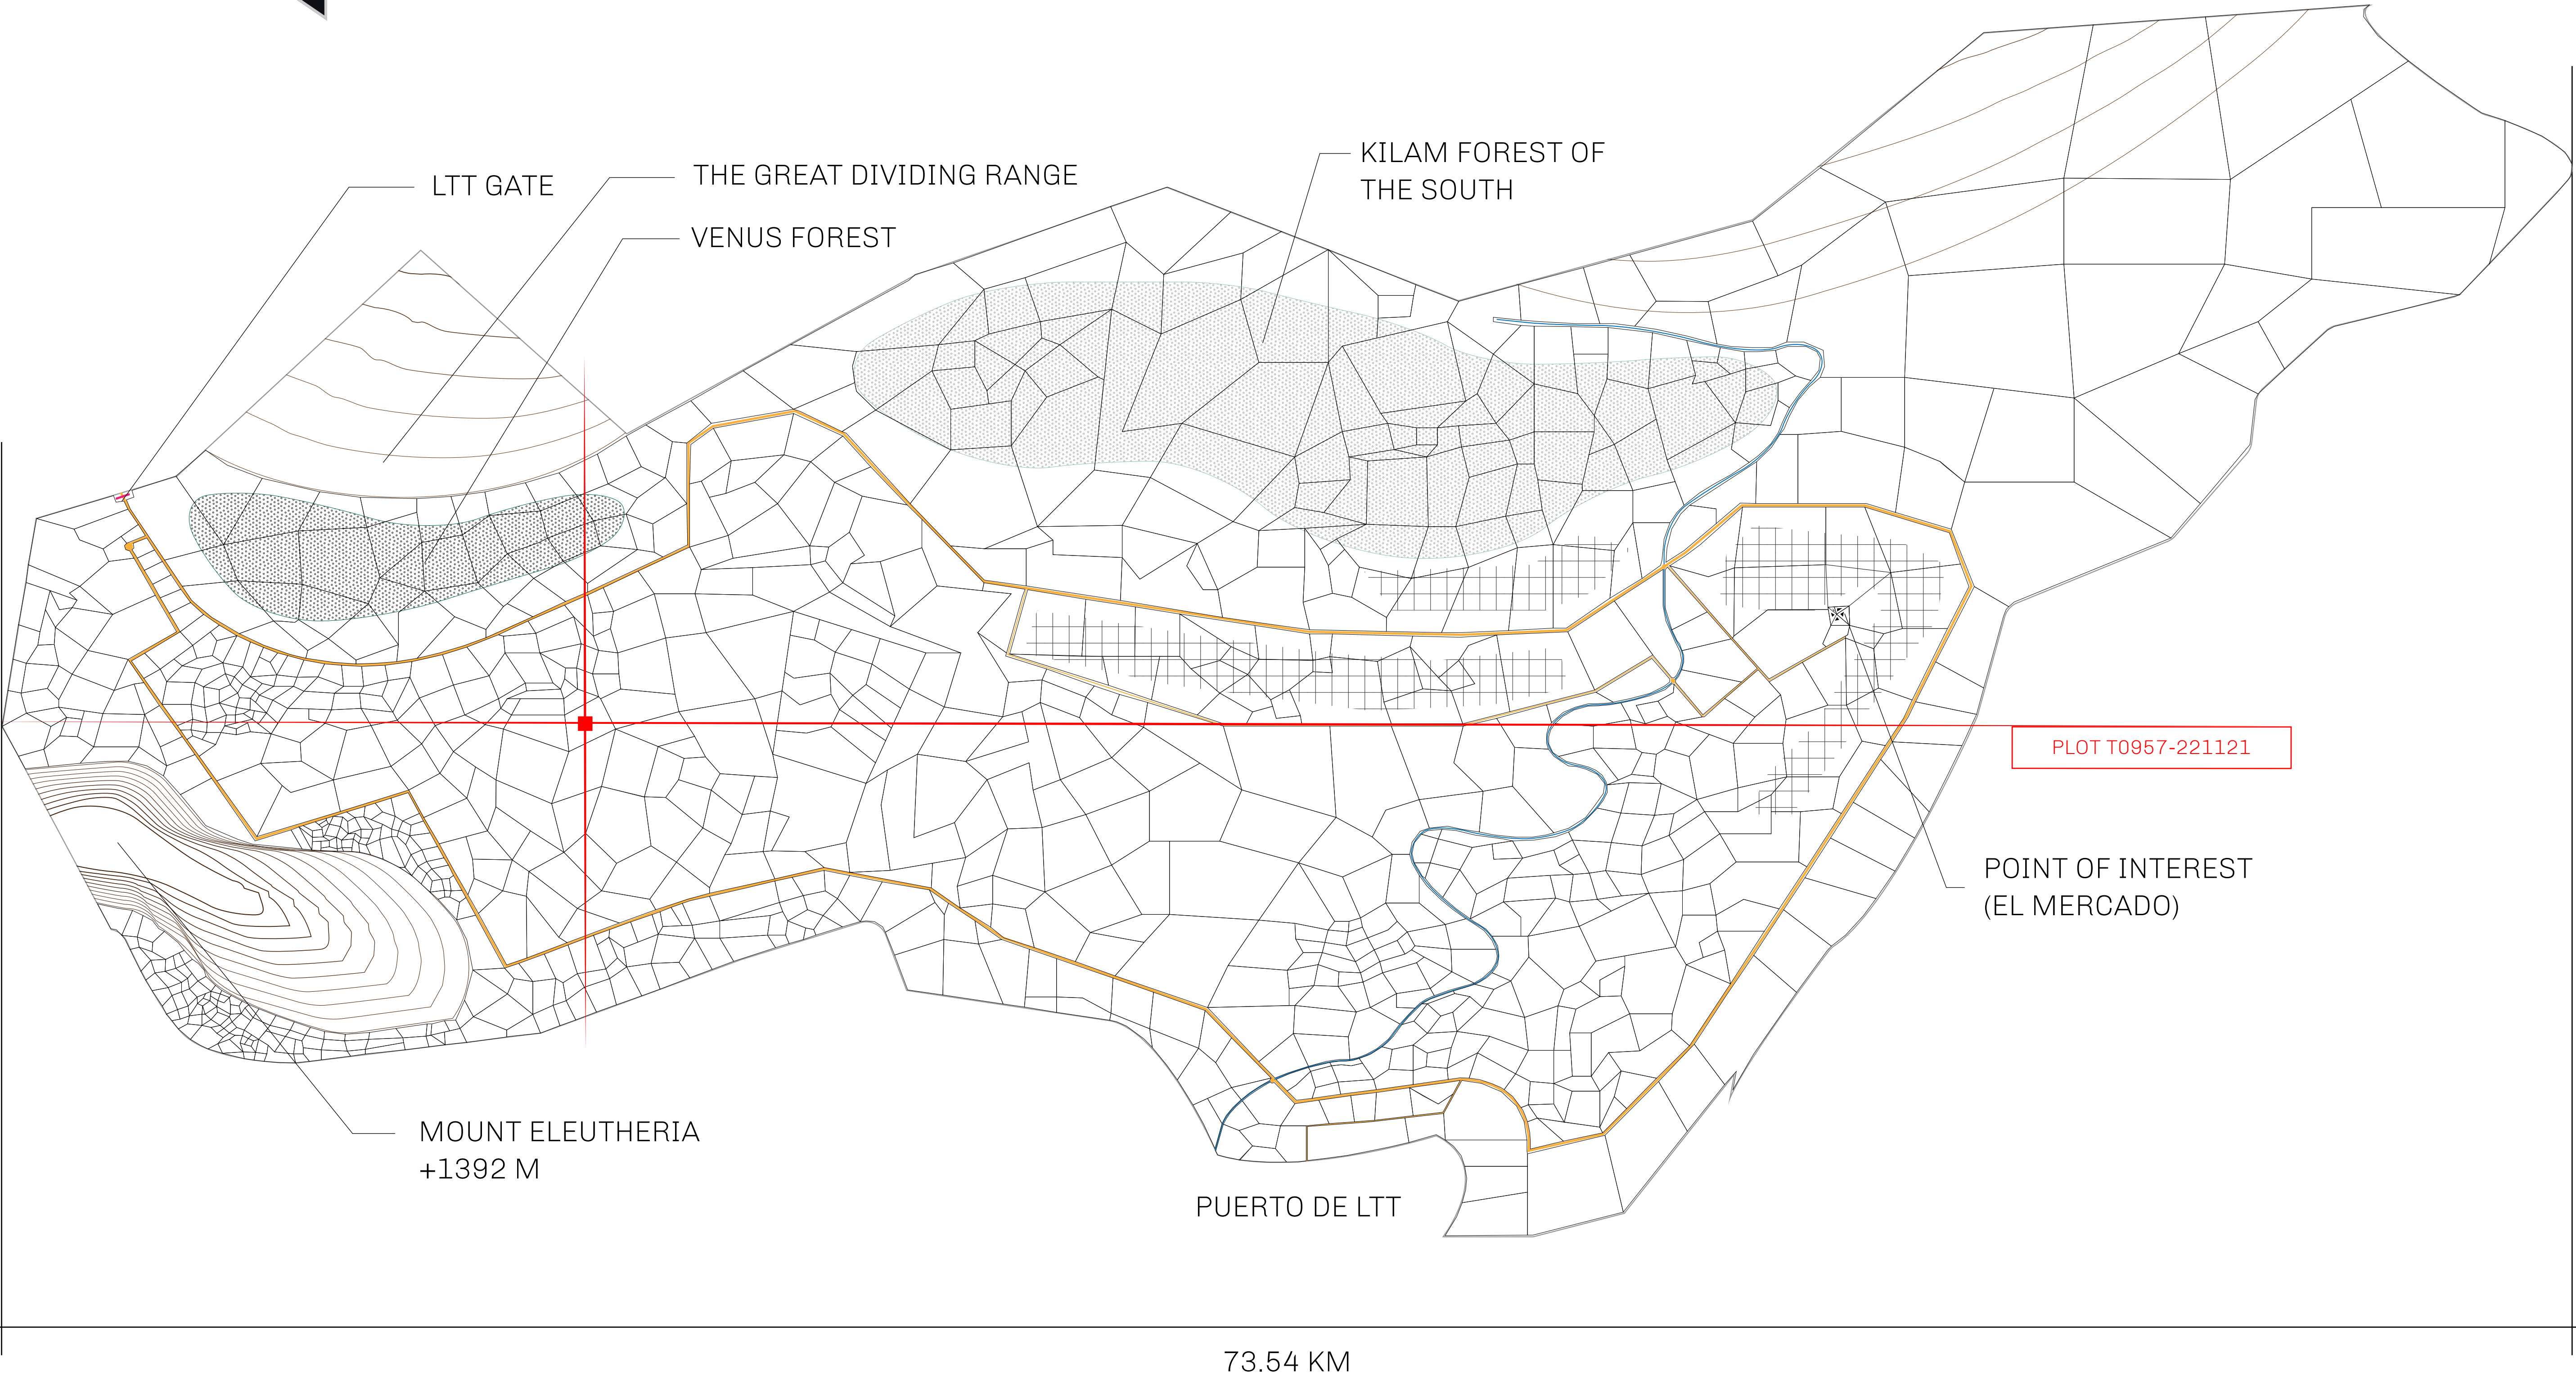 KILAM FOREST OF
THE SOUTH
LTT GATE
THE GREAT DIVIDING RANGE
VENUS FOREST
PLOT T0957-221121
POINT OF INTEREST
(EL MERCADO)
MOUNT ELEUTHERIA
+1392 M
PUERTO DE LTT
73.54 KM